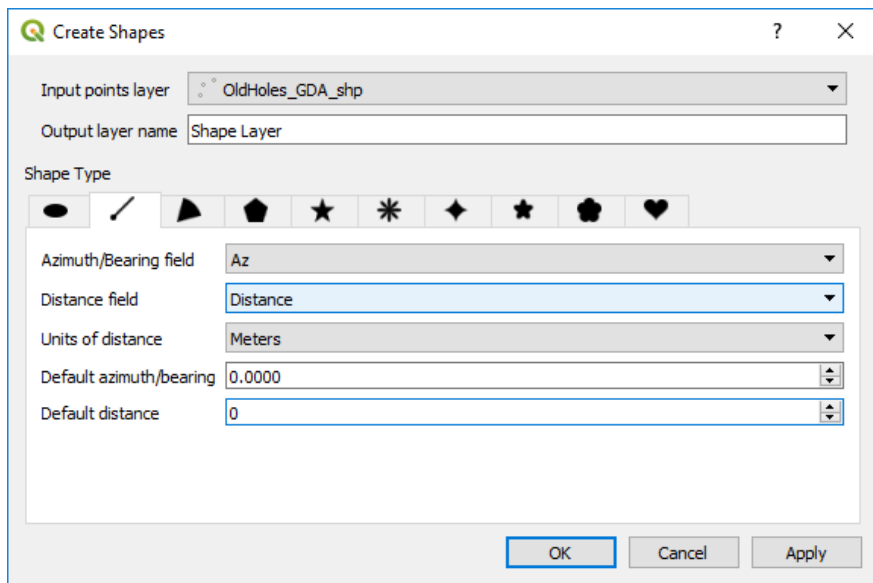 Create Shapes
?
Input points layer OldHoles_GDA_shp
Output layer name Shape Layer
Shape Type
Azimuth/Bearing field Az
Distance field Distance
Units of distance Meters
Default azimuth/bearing 0.0000
Default distance 0
OK Cancel Apply